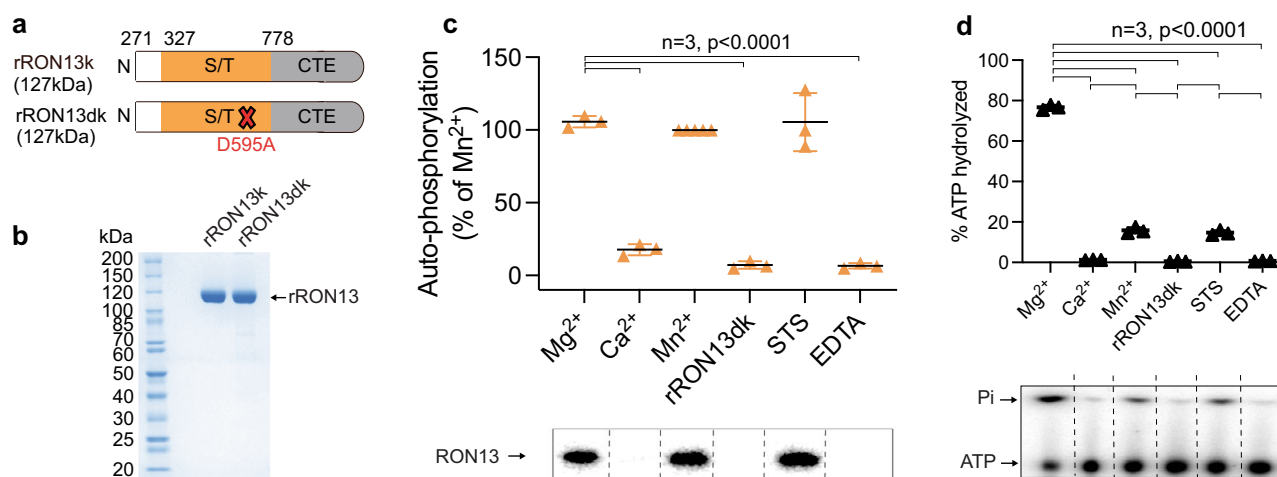 a
271 327 778
rRON13k
(127kDa)
N S/T CTE
rRON13dk
(127kDa)
N S/T X CTE
D595A
b
rRON13k
rRON13dk
kDa
200
150
120
100
85
70
60
50
40
30
25
20
←rRON13
c
n=3, p<0.0001
Auto-phosphorylation
(% of Mn²⁺)
150
100
50
0
Mg²⁺
Ca²⁺
Mn²⁺
rRON13dk
STS
EDTA
RON13 →
d
n=3, p<0.0001
% ATP hydrolyzed
100
80
60
40
20
0
Mg²⁺
Ca²⁺
Mn²⁺
rRON13dk
STS
EDTA
Pi →
ATP →